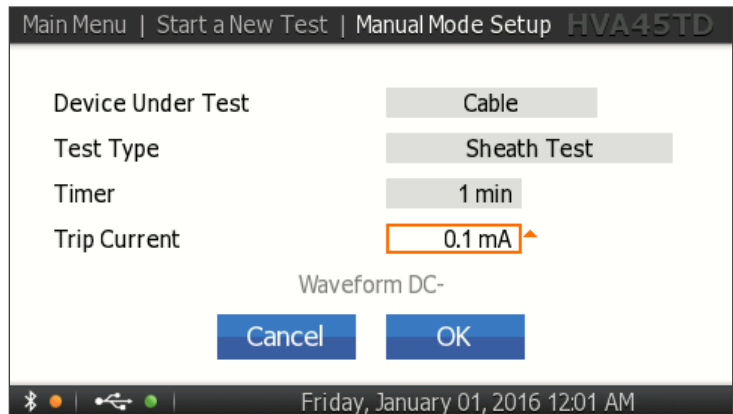 Main Menu | Start a New Test | Manual Mode Setup HVA45TD
Device Under Test Cable
Test Type Sheath Test
Timer 1 min
Trip Current 0.1 mA
Waveform DC-
Cancel OK
Friday, January 01, 2016 12:01 AM